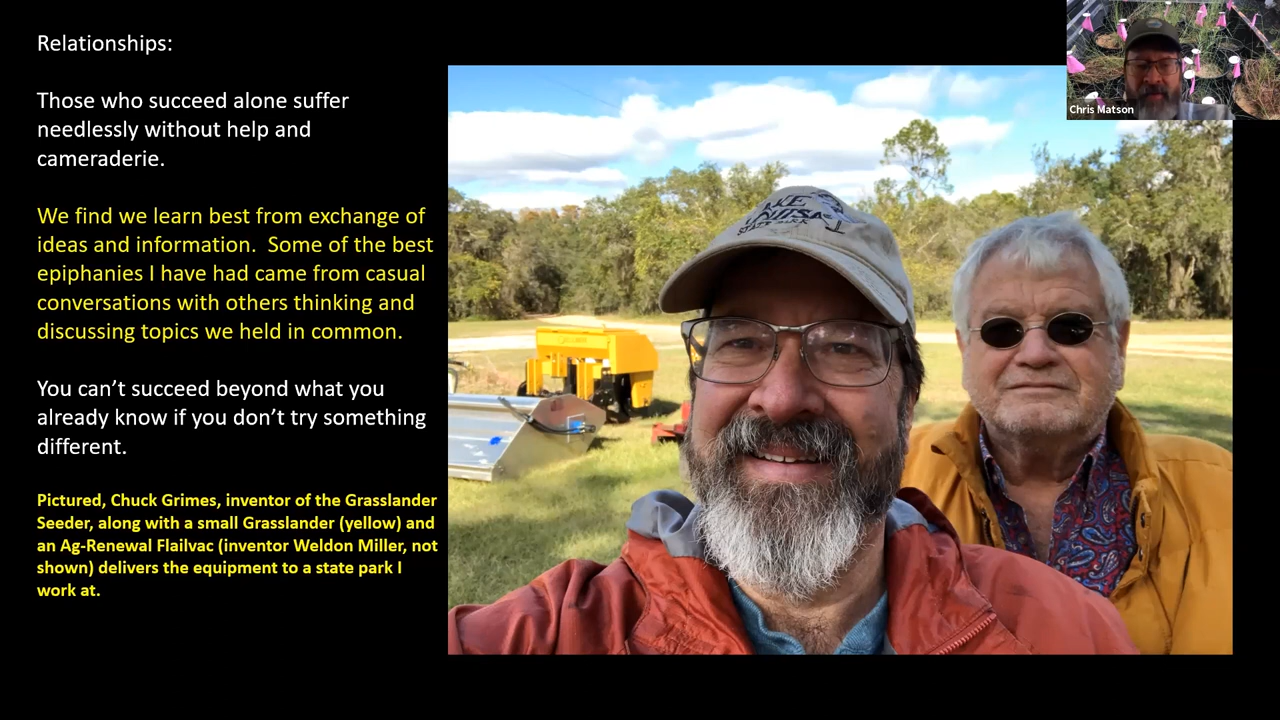 Relationships:
Those who succeed alone suffer
needlessly without help and
cameraderie.
We find we learn best from exchange of
ideas and information.  Some of the best
epiphanies I have had came from casual
conversations with others thinking and
discussing topics we held in common.
You can't succeed beyond what you
already know if you don't try something
different.
Pictured, Chuck Grimes, inventor of the Grasslander
Seeder, along with a small Grasslander (yellow) and
an Ag-Renewal Flailvac (inventor Weldon Miller, not
shown) delivers the equipment to a state park I
work at.
Chris Matson
LAKE
LOUISA
STATE PARK